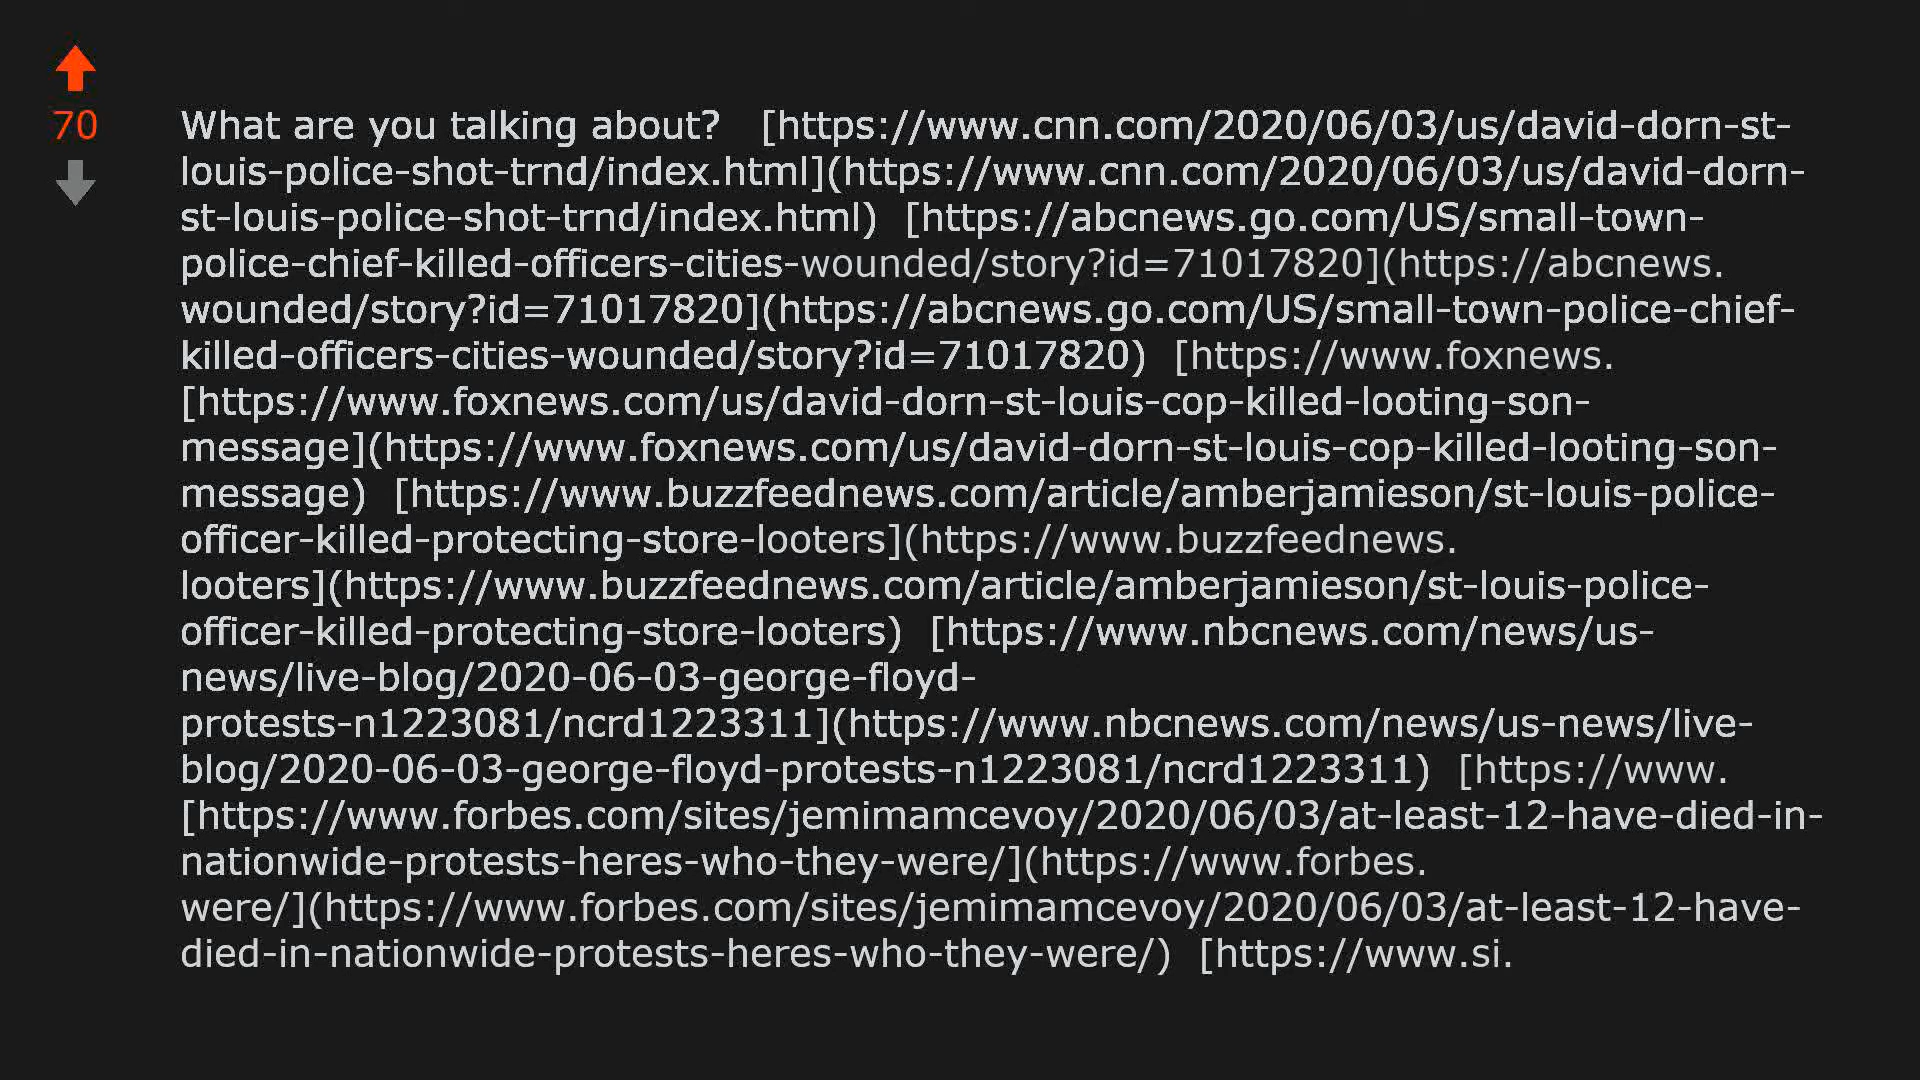 70
What are you talking about?   [https://www.cnn.com/2020/06/03/us/david-dorn-st-
louis-police-shot-trnd/index.html](https://www.cnn.com/2020/06/03/us/david-dorn-
st-louis-police-shot-trnd/index.html)  [https://abcnews.go.com/US/small-town-
police-chief-killed-officers-cities-wounded/story?id=71017820](https://abcnews.
wounded/story?id=71017820](https://abcnews.go.com/US/small-town-police-chief-
killed-officers-cities-wounded/story?id=71017820)  [https://www.foxnews.
[https://www.foxnews.com/us/david-dorn-st-louis-cop-killed-looting-son-
message](https://www.foxnews.com/us/david-dorn-st-louis-cop-killed-looting-son-
message)  [https://www.buzzfeednews.com/article/amberjamieson/st-louis-police-
officer-killed-protecting-store-looters](https://www.buzzfeednews.
looters](https://www.buzzfeednews.com/article/amberjamieson/st-louis-police-
officer-killed-protecting-store-looters)  [https://www.nbcnews.com/news/us-
news/live-blog/2020-06-03-george-floyd-
protests-n1223081/ncrd1223311](https://www.nbcnews.com/news/us-news/live-
blog/2020-06-03-george-floyd-protests-n1223081/ncrd1223311)  [https://www.
[https://www.forbes.com/sites/jemimamcevoy/2020/06/03/at-least-12-have-died-in-
nationwide-protests-heres-who-they-were/](https://www.forbes.
were/](https://www.forbes.com/sites/jemimamcevoy/2020/06/03/at-least-12-have-
died-in-nationwide-protests-heres-who-they-were/)  [https://www.si.